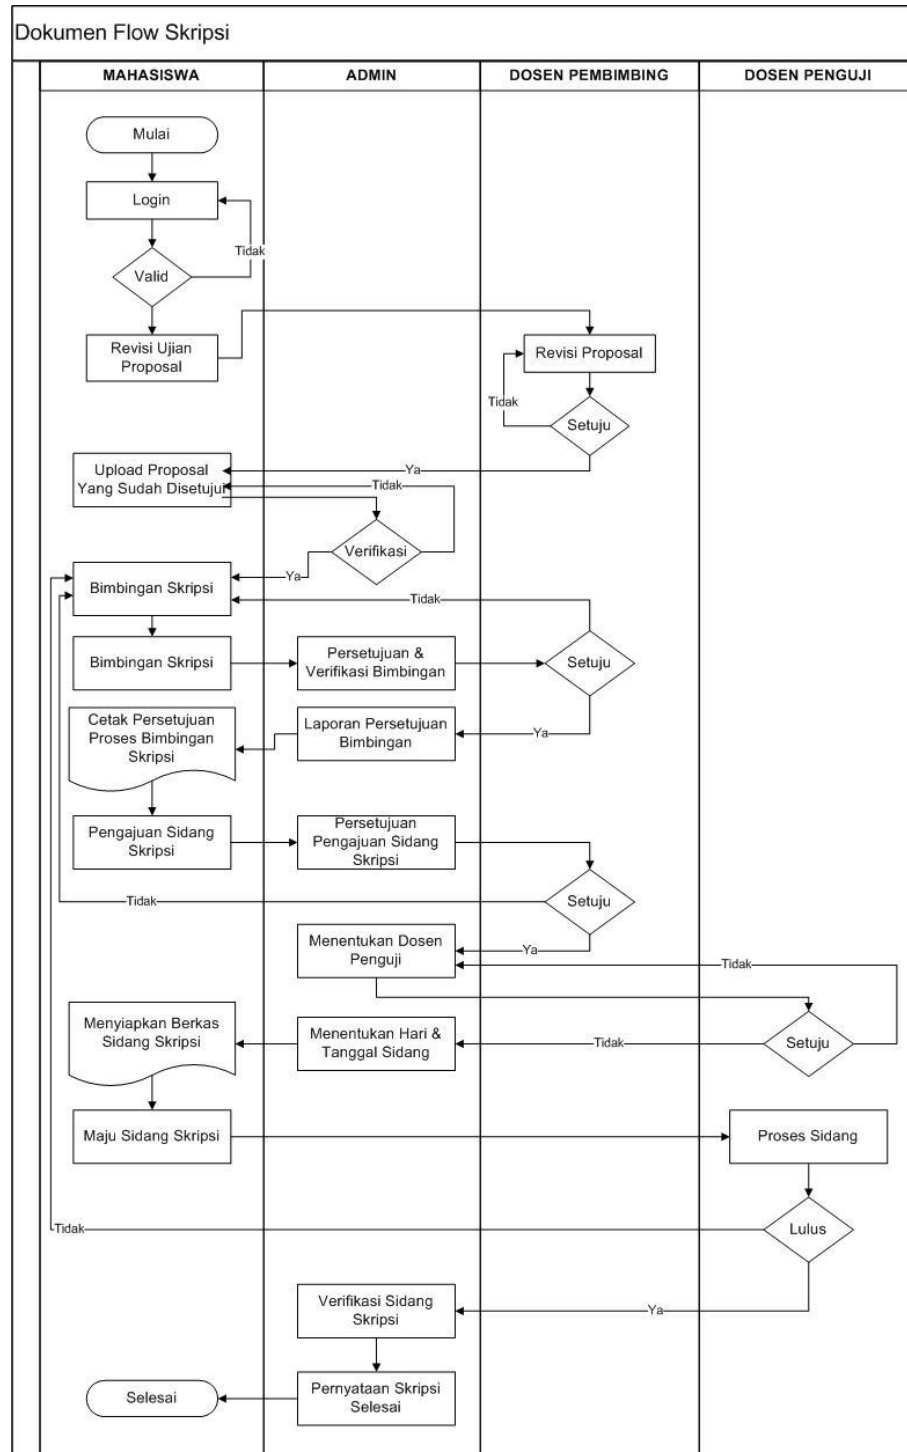 Dokumen Flow Skripsi
MAHASISWA
ADMIN
DOSEN PEMBIMBING
DOSEN PENGUJI
Mulai
Login
Tidak
Valid
Revisi Ujian
Proposal
Revisi Proposal
Tidak
Setuju
Upload Proposal
Yang Sudah Disetujui
Ya
Tidak
Verifikasi
Ya
Bimbingan Skripsi
Tidak
Bimbingan Skripsi
Persetujuan &
Verifikasi Bimbingan
Setuju
Cetak Persetujuan
Proses Bimbingan
Skripsi
Laporan Persetujuan
Bimbingan
Ya
Pengajuan Sidang
Skripsi
Persetujuan
Pengajuan Sidang
Skripsi
Setuju
Tidak
Menentukan Dosen
Penguji
Ya
Tidak
Menyiapkan Berkas
Sidang Skripsi
Menentukan Hari &
Tanggal Sidang
Tidak
Setuju
Maju Sidang Skripsi
Proses Sidang
Tidak
Lulus
Verifikasi Sidang
Skripsi
Ya
Selesai
Pernyataan Skripsi
Selesai